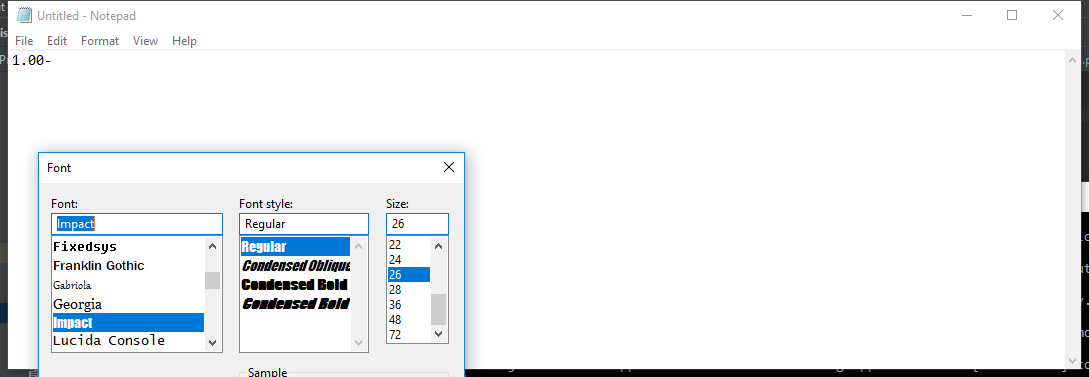 Untitled - Notepad
File Edit Format View Help
1.00-
Font
Font: Font style: Size:
Impact Regular 26
Fixedsys Regular 22
Franklin Gothic Condensed Oblique 24
Gabriola Condensed Bold 26
Georgia Condensed Bold 28
Impact 36
Lucida Console 48
72
Sample